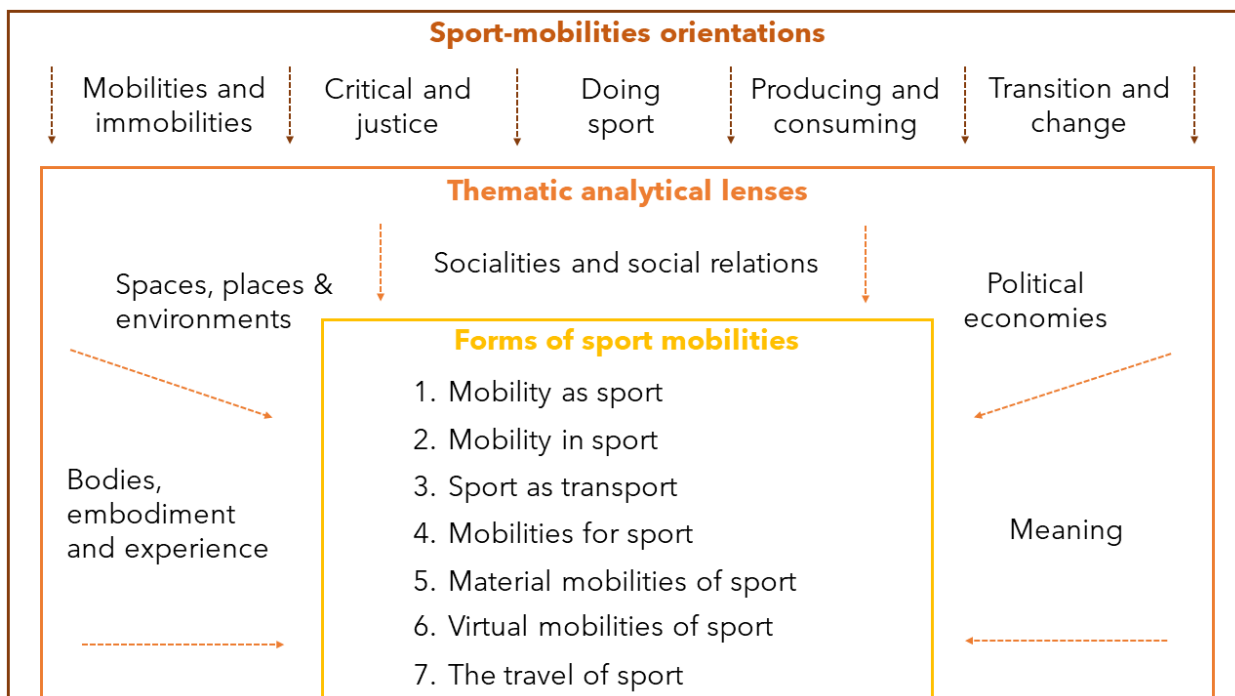 Sport-mobilities orientations
Mobilities and
immobilities
Critical and
justice
Doing
sport
Producing and
consuming
Transition and
change
Thematic analytical lenses
Spaces, places &
environments
Socialities and social relations
Political
economies
Bodies,
embodiment
and experience
Meaning
Forms of sport mobilities
1. Mobility as sport
2. Mobility in sport
3. Sport as transport
4. Mobilities for sport
5. Material mobilities of sport
6. Virtual mobilities of sport
7. The travel of sport